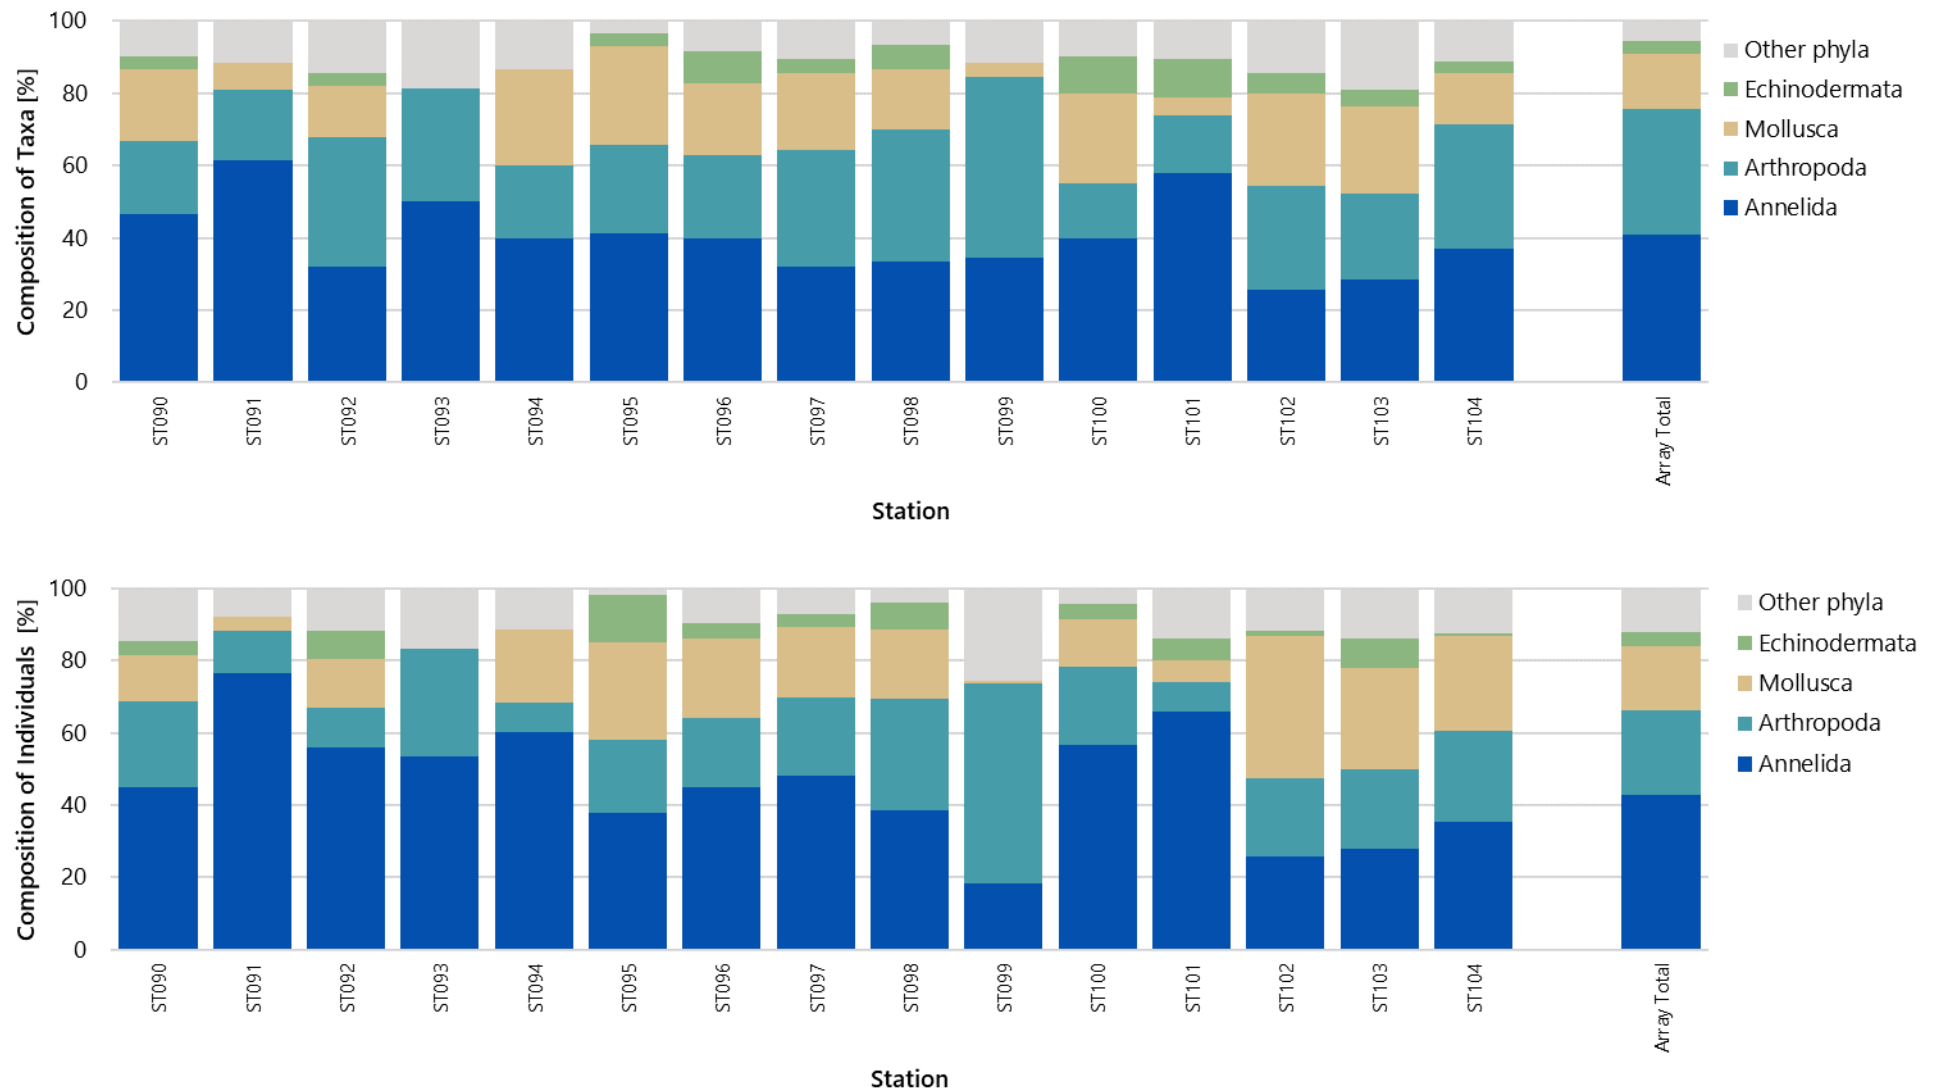 Composition of Taxa [%]
100
80
60
40
20
0
ST090
ST091
ST092
ST093
ST094
ST095
ST096
ST097
ST098
ST099
ST100
ST101
ST102
ST103
ST104
Array Total
Station
Other phyla
Echinodermata
Mollusca
Arthropoda
Annelida
Composition of Individuals [%]
100
80
60
40
20
0
ST090
ST091
ST092
ST093
ST094
ST095
ST096
ST097
ST098
ST099
ST100
ST101
ST102
ST103
ST104
Array Total
Station
Other phyla
Echinodermata
Mollusca
Arthropoda
Annelida